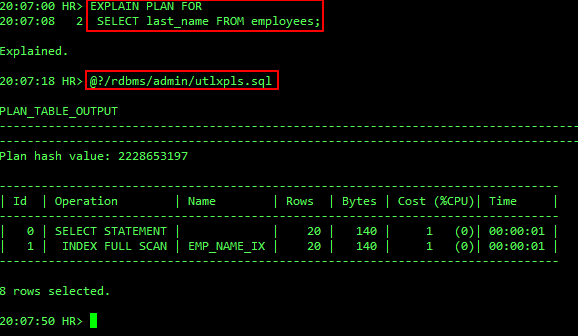 20:07:00 HR> EXPLAIN PLAN FOR
20:07:08   2  SELECT last_name FROM employees;
Explained.
20:07:18 HR> @?/rdbms/admin/utlxpls.sql
PLAN_TABLE_OUTPUT
--------------------------------------------------------------------------------
--------------------------------------------------------------------------------
Plan hash value: 2228653197
-------------------------------------------------------------------------------
| Id  | Operation        | Name        | Rows  | Bytes | Cost (%CPU)| Time     |
-------------------------------------------------------------------------------
|   0 | SELECT STATEMENT |             |    20 |   140 |     1   (0)| 00:00:01 |
|   1 |  INDEX FULL SCAN | EMP_NAME_IX |    20 |   140 |     1   (0)| 00:00:01 |
-------------------------------------------------------------------------------
8 rows selected.
20:07:50 HR>